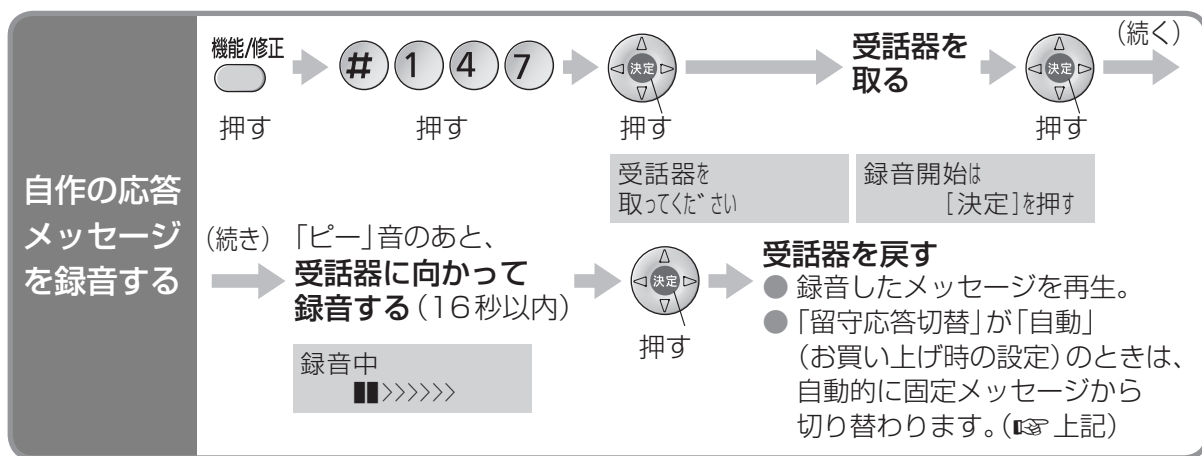 自作の応答
メッセージ
を録音する
機能/修正
押す
# 1 4 7
押す
決定
押す
受話器を
取ってください
受話器を
取る
録音開始は
[決定]を押す
決定
押す
(続く)
(続き)
「ピー」音のあと、
受話器に向かって
録音する(16秒以内)
録音中
▮▮>>>>>>
決定
押す
受話器を戻す
● 録音したメッセージを再生。
● 「留守応答切替」が「自動」
(お買い上げ時の設定)のときは、
自動的に固定メッセージから
切り替わります。(☞ 上記)